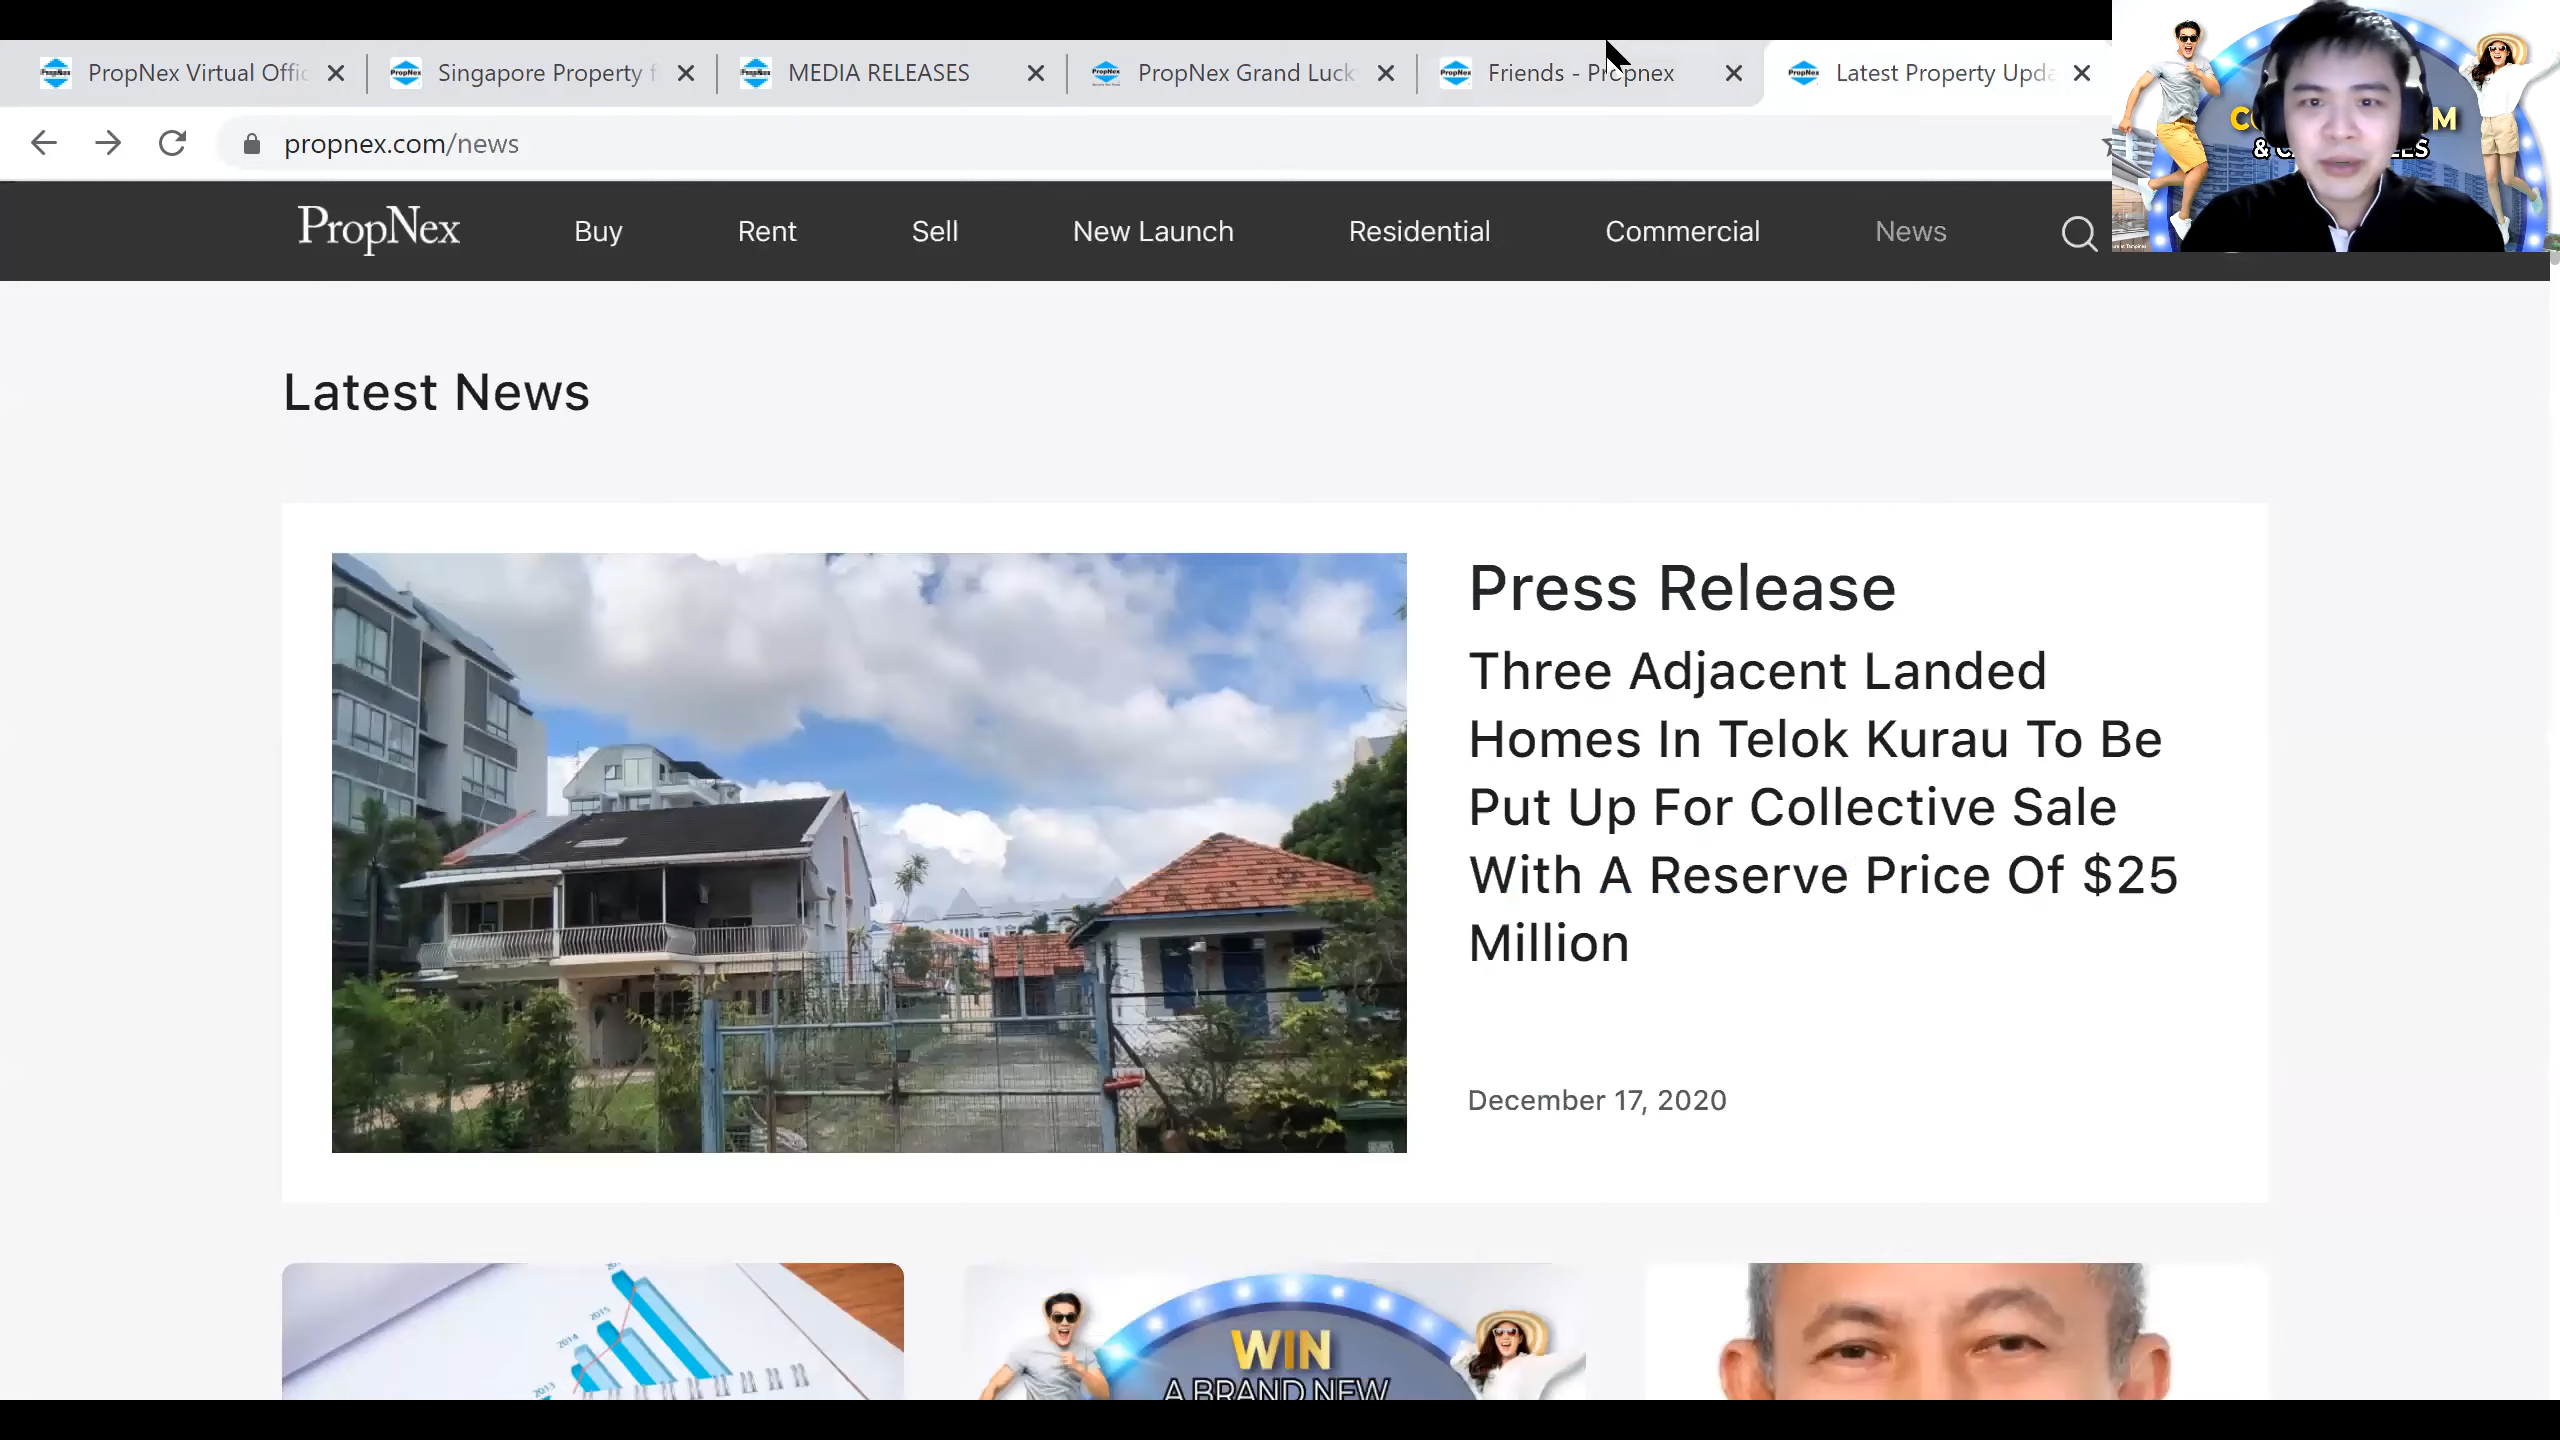 PropNex Virtual Offic
Singapore Property f
MEDIA RELEASES
PropNex Grand Luck
Friends - Propnex
Latest Property Upda
propnex.com/news
PropNex
Buy
Rent
Sell
New Launch
Residential
Commercial
News
Latest News
Press Release
Three Adjacent Landed
Homes In Telok Kurau To Be
Put Up For Collective Sale
With A Reserve Price Of $25
Million
December 17, 2020
2015
2014
2013
WIN
A BRAND NEW